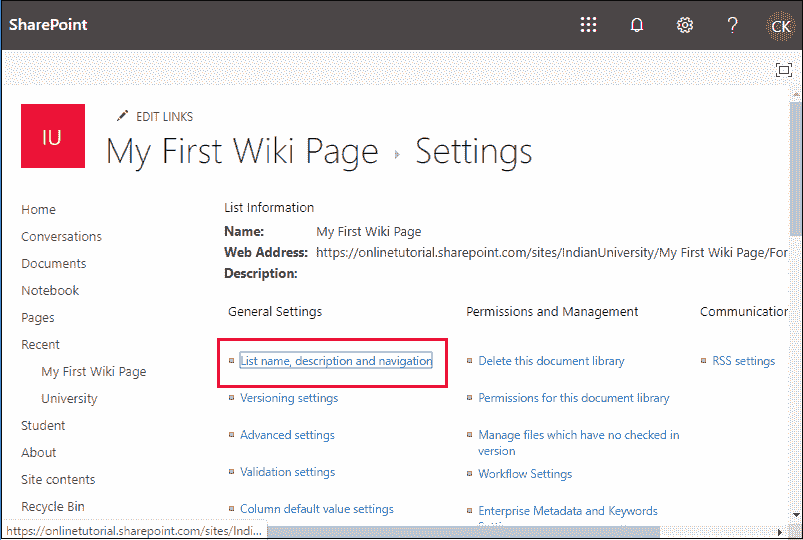 SharePoint
?
CK
IU
EDIT LINKS
My First Wiki Page ▸ Settings
Home
Conversations
Documents
Notebook
Pages
Recent
My First Wiki Page
University
Student
About
Site contents
Recycle Bin
List Information
Name: My First Wiki Page
Web Address: https://onlinetutorial.sharepoint.com/sites/IndianUniversity/My First Wiki Page/For
Description:
General Settings
List name, description and navigation
Versioning settings
Advanced settings
Validation settings
Column default value settings
Permissions and Management
Delete this document library
Permissions for this document library
Manage files which have no checked in
version
Workflow Settings
Enterprise Metadata and Keywords
Communication
RSS settings
https://onlinetutorial.sharepoint.com/sites/Indi...